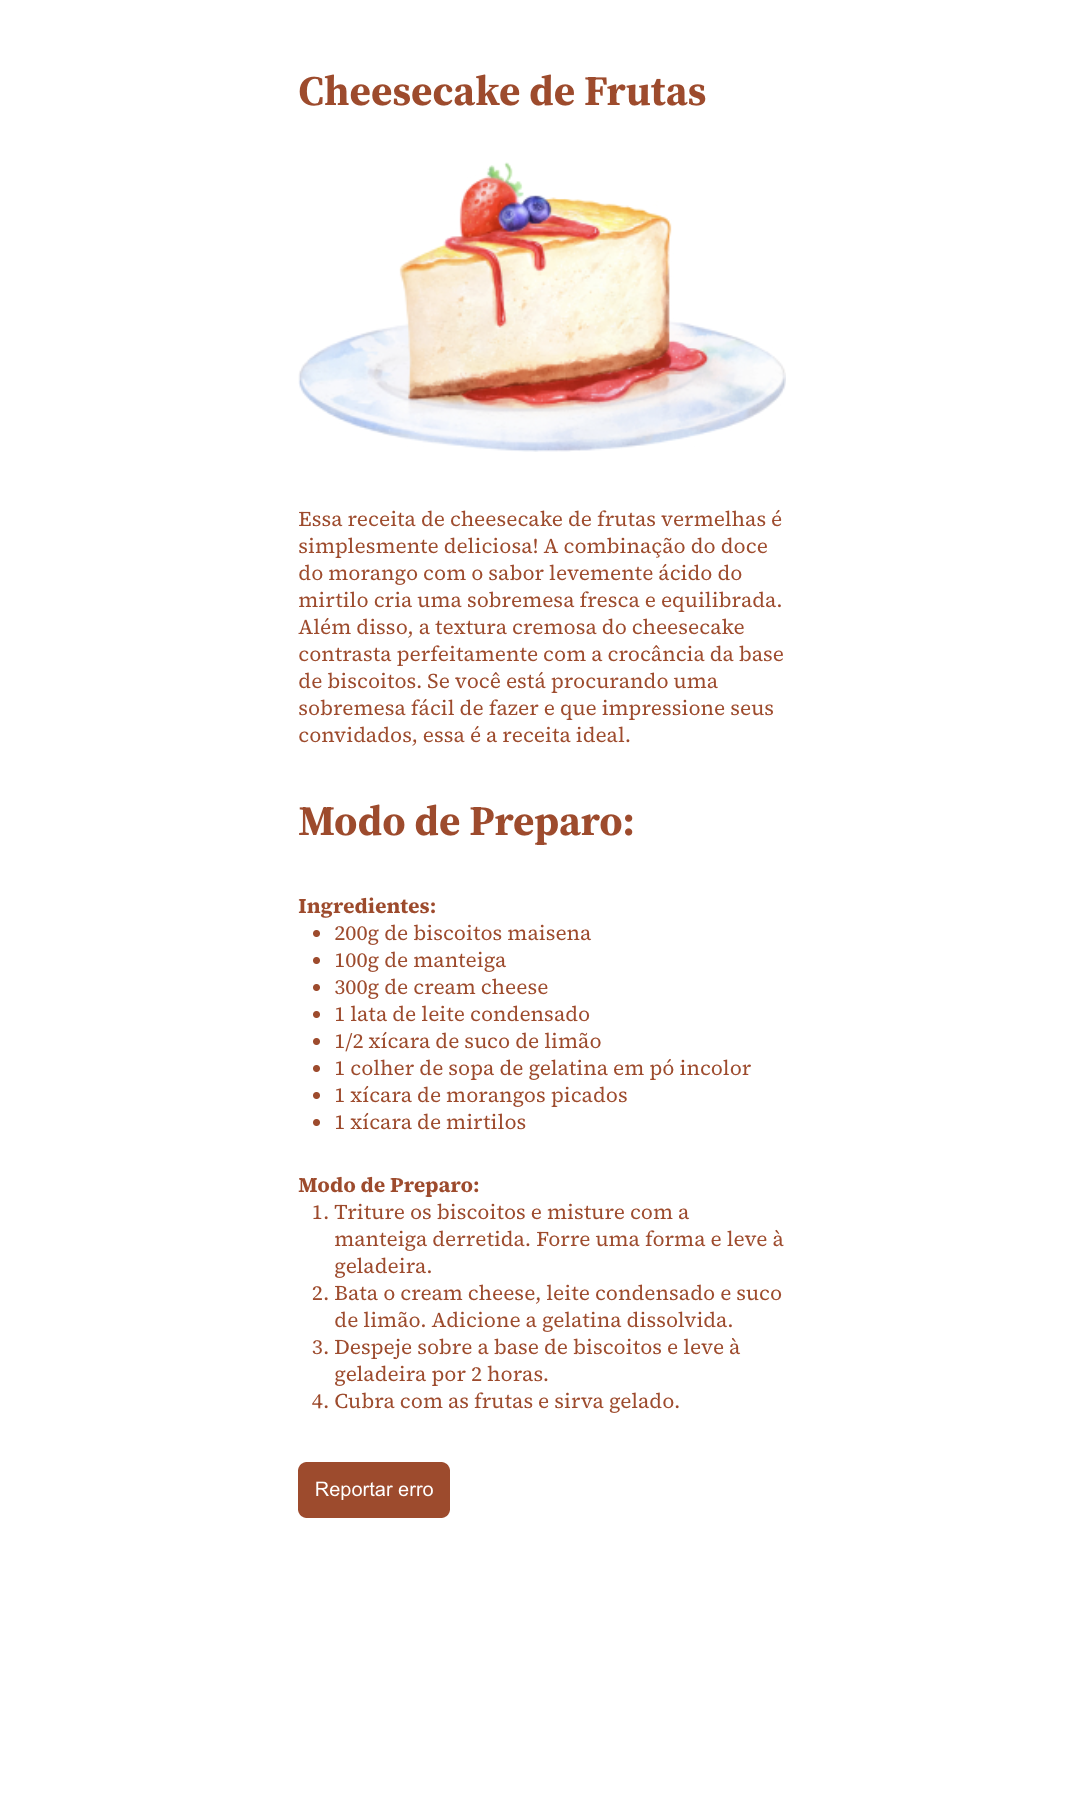 Cheesecake de Frutas
Essa receita de cheesecake de frutas vermelhas é
simplesmente deliciosa! A combinação do doce
do morango com o sabor levemente ácido do
mirtilo cria uma sobremesa fresca e equilibrada.
Além disso, a textura cremosa do cheesecake
contrasta perfeitamente com a crocância da base
de biscoitos. Se você está procurando uma
sobremesa fácil de fazer e que impressione seus
convidados, essa é a receita ideal.
Modo de Preparo:
Ingredientes:
• 200g de biscoitos maisena
• 100g de manteiga
• 300g de cream cheese
• 1 lata de leite condensado
• 1/2 xícara de suco de limão
• 1 colher de sopa de gelatina em pó incolor
• 1 xícara de morangos picados
• 1 xícara de mirtilos
Modo de Preparo:
1. Triture os biscoitos e misture com a
manteiga derretida. Forre uma forma e leve à
geladeira.
2. Bata o cream cheese, leite condensado e suco
de limão. Adicione a gelatina dissolvida.
3. Despeje sobre a base de biscoitos e leve à
geladeira por 2 horas.
4. Cubra com as frutas e sirva gelado.
Reportar erro